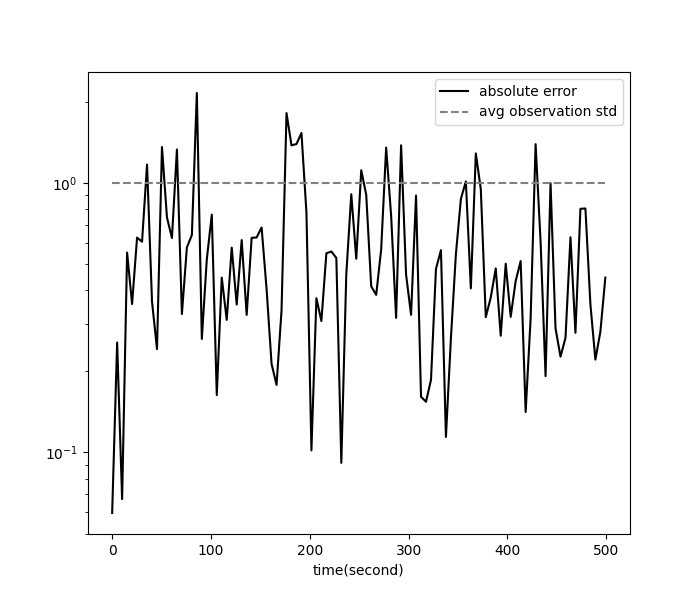 absolute error
avg observation std
10⁰
10⁻¹
0 100 200 300 400 500
time(second)